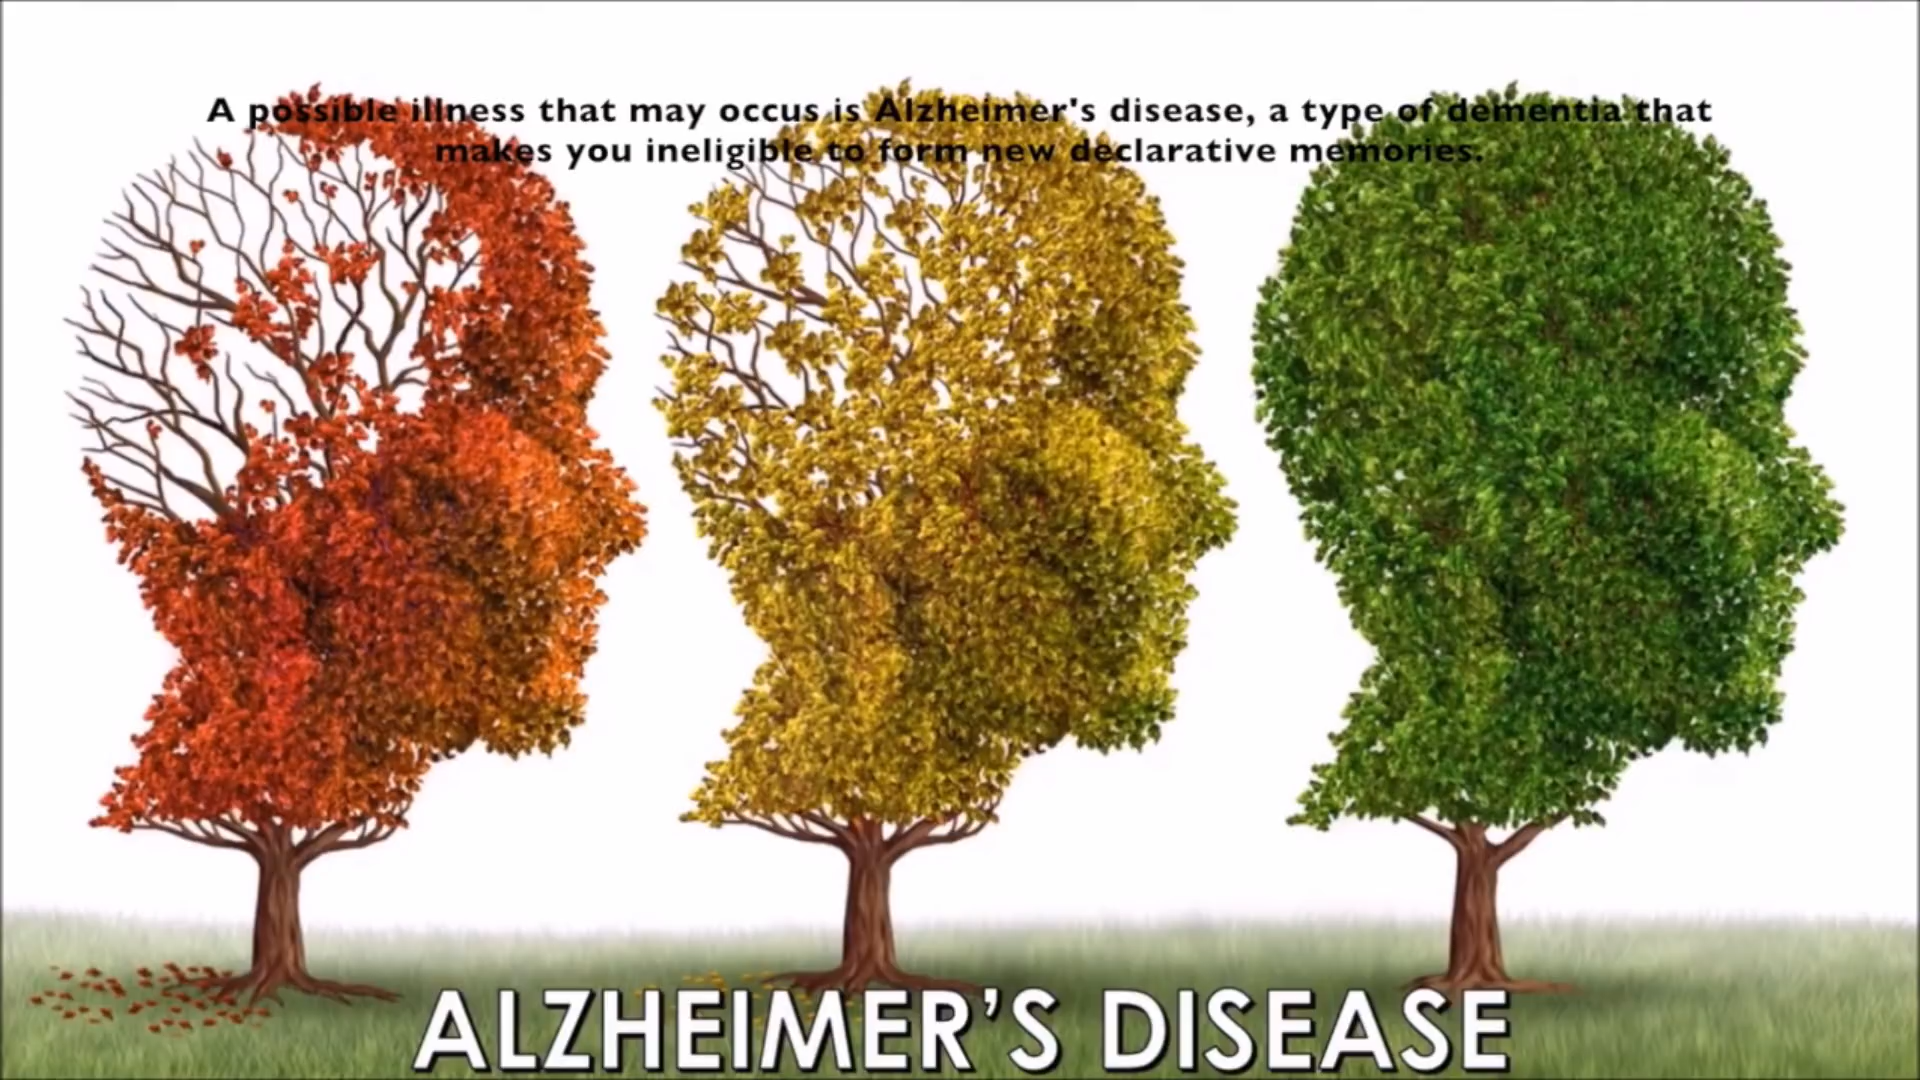 A possible illness that may occus is Alzheimer's disease, a type of dementia that
makes you ineligible to form new declarative memories.
ALZHEIMER’S DISEASE